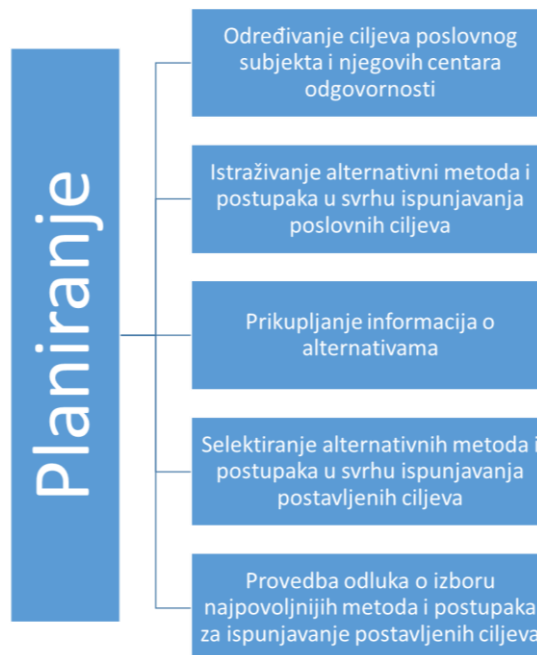 Planiranje
Određivanje ciljeva poslovnog
subjekta i njegovih centara
odgovornosti
Istraživanje alternativni metoda i
postupaka u svrhu ispunjavanja
poslovnih ciljeva
Prikupljanje informacija o
alternativama
Selektiranje alternativnih metoda i
postupaka u svrhu ispunjavanja
postavljenih ciljeva
Provedba odluka o izboru
najpovoljnijih metoda i postupaka
za ispunjavanje postavljenih ciljeva